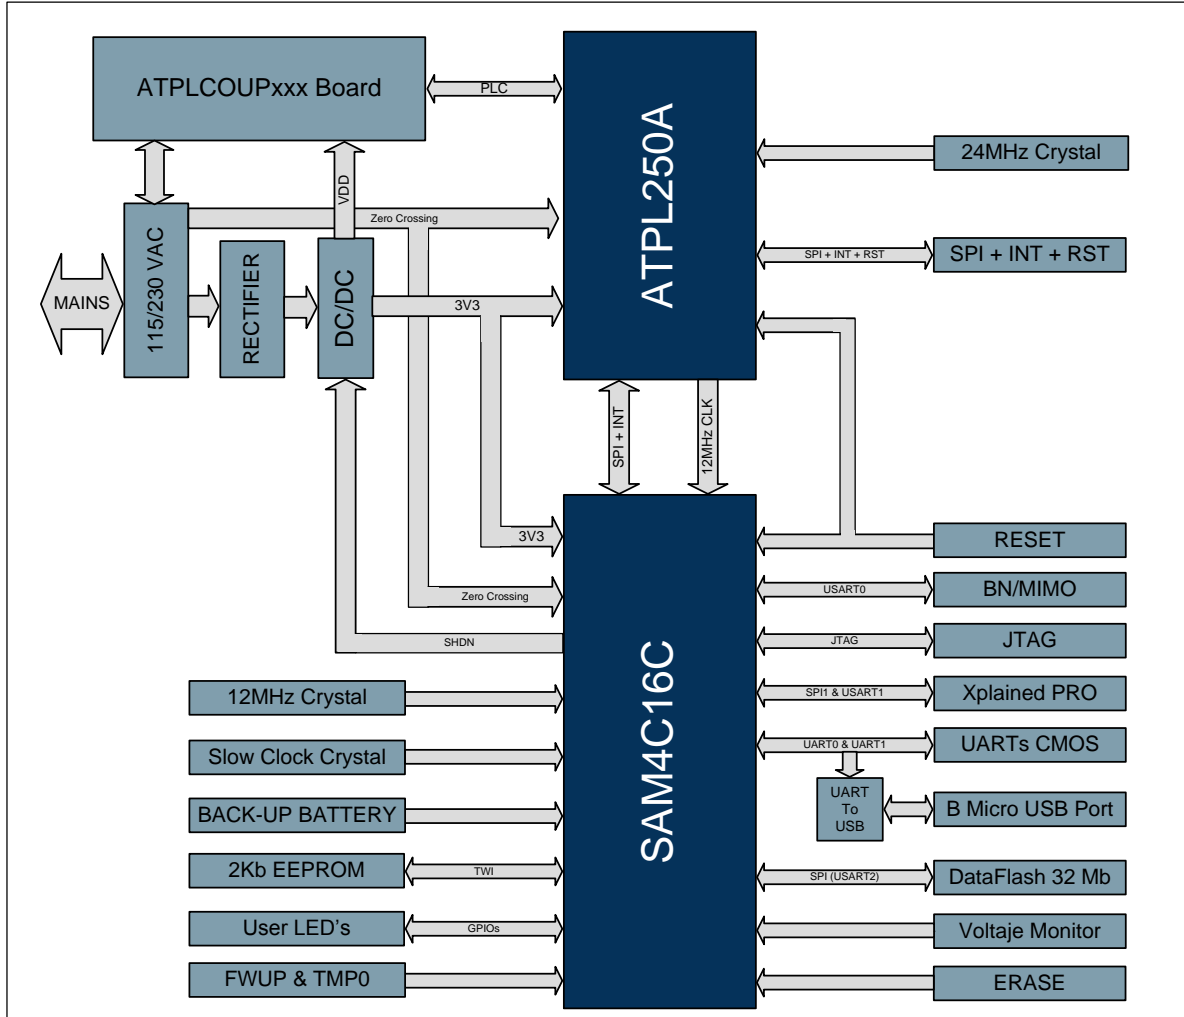 ATPLCOUPxxx Board
PLC
ATPL250A
24MHz Crystal
VDD
Zero Crossing
115/230 VAC
RECTIFIER
DC/DC
SPI + INT + RST
SPI + INT + RST
MAINS
3V3
SPI + INT
12MHz CLK
SAM4C16C
3V3
RESET
Zero Crossing
USART0
BN/MIMO
SHDN
JTAG
JTAG
12MHz Crystal
SPI1 & USART1
Xplained PRO
Slow Clock Crystal
UART0 & UART1
UARTs CMOS
BACK-UP BATTERY
UART
To
USB
B Micro USB Port
2Kb EEPROM
TWI
SPI (USART2)
DataFlash 32 Mb
User LED's
GPIOs
Voltaje Monitor
FWUP & TMP0
ERASE